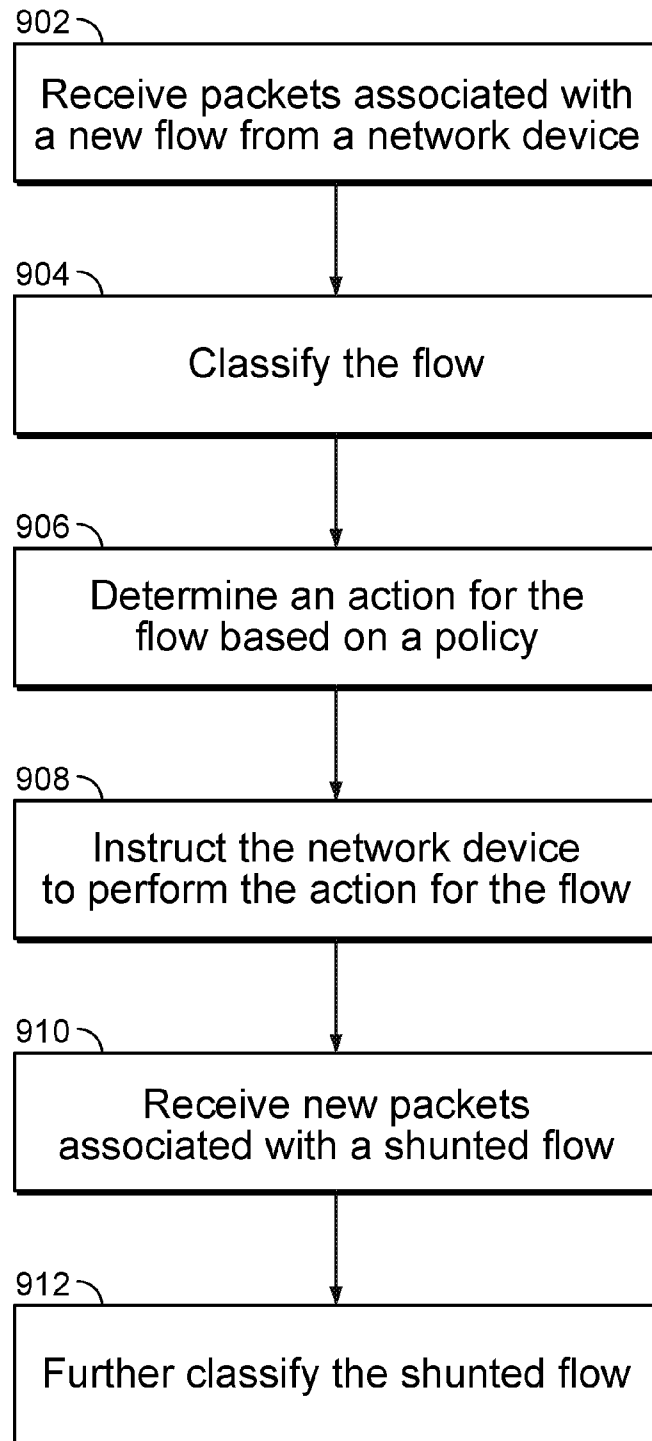 902
Receive packets associated with
a new flow from a network device
904
Classify the flow
906
Determine an action for the
flow based on a policy
908
Instruct the network device
to perform the action for the flow
910
Receive new packets
associated with a shunted flow
912
Further classify the shunted flow